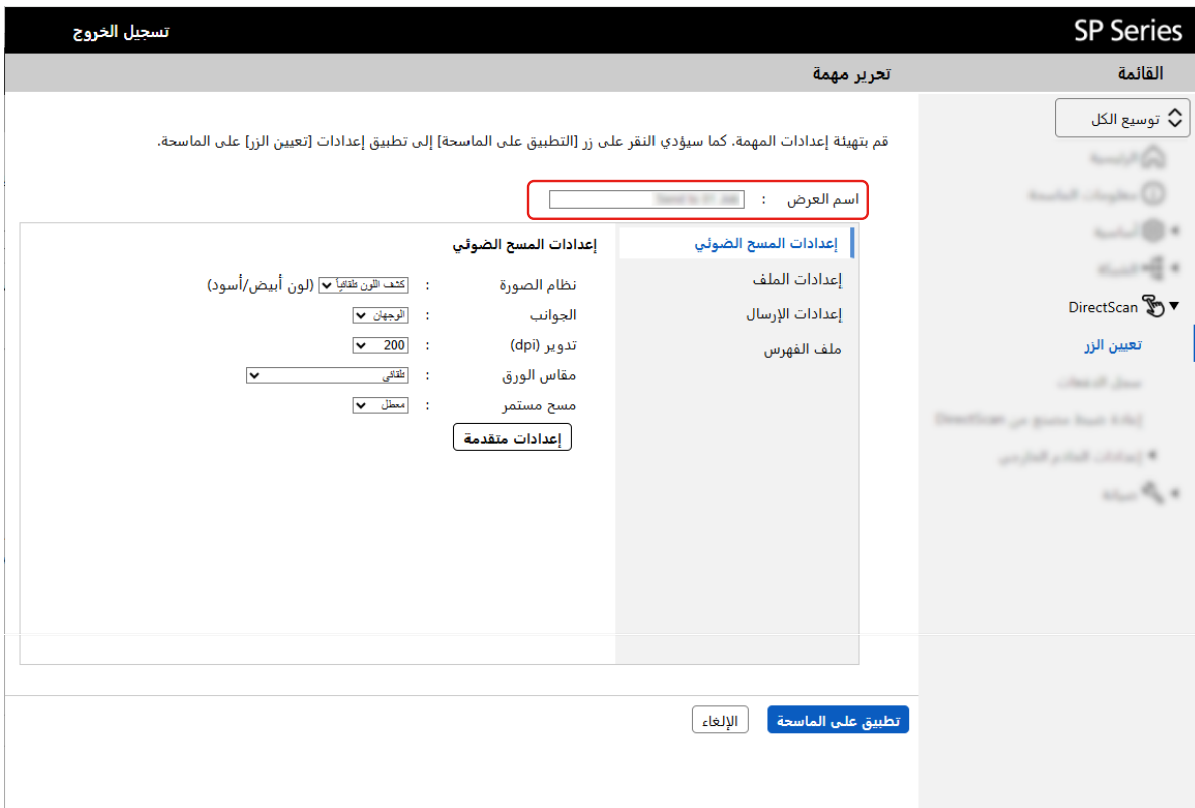 SP Series
تسجيل الخروج
القائمة
تحرير مهمة
توسيع الكل
DirectScan
تعيين الزر
قم بتهيئة إعدادات المهمة. كما سيؤدي النقر على زر [التطبيق على الماسحة] إلى تطبيق إعدادات [تعيين الزر] على الماسحة.
اسم العرض :
إعدادات المسح الضوئي
إعدادات الملف
إعدادات الإرسال
ملف الفهرس
إعدادات المسح الضوئي
نظام الصورة : كشف اللون تلقائياً (لون أبيض/أسود)
الجوانب : الوجهان
تدوير (dpi) : 200
مقاس الورق : تلقائي
مسح مستمر : معطل
إعدادات متقدمة
تطبيق على الماسحة
الإلغاء